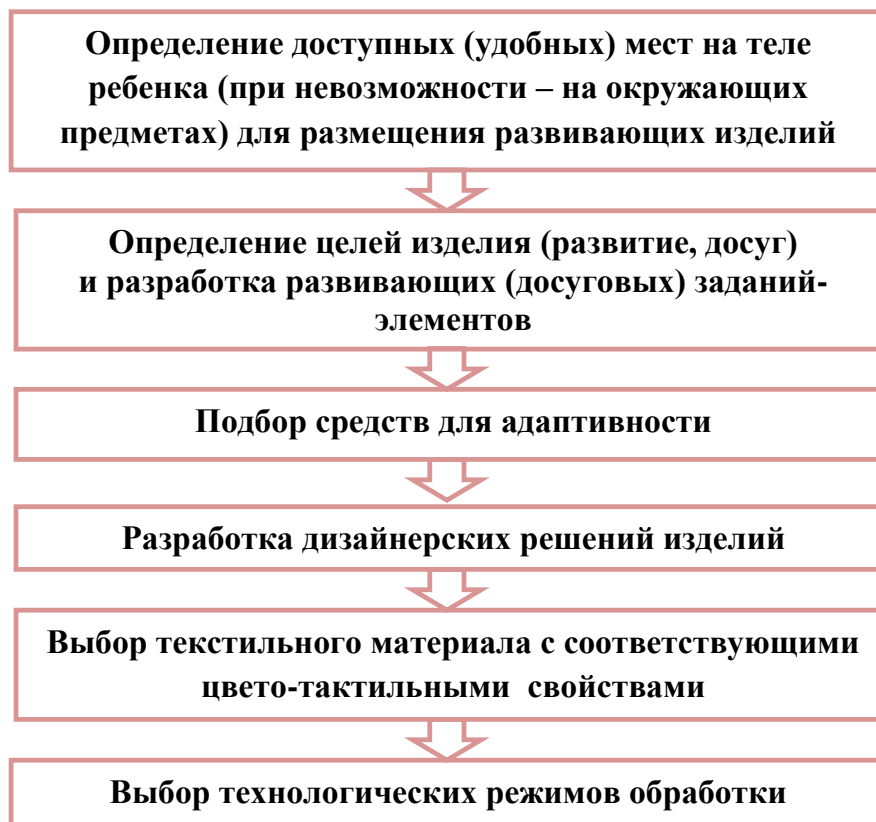 Определение доступных (удобных) мест на теле
ребенка (при невозможности – на окружающих
предметах) для размещения развивающих изделий
Определение целей изделия (развитие, досуг)
и разработка развивающих (досуговых) заданий-
элементов
Подбор средств для адаптивности
Разработка дизайнерских решений изделий
Выбор текстильного материала с соответствующими
цвето-тактильными свойствами
Выбор технологических режимов обработки